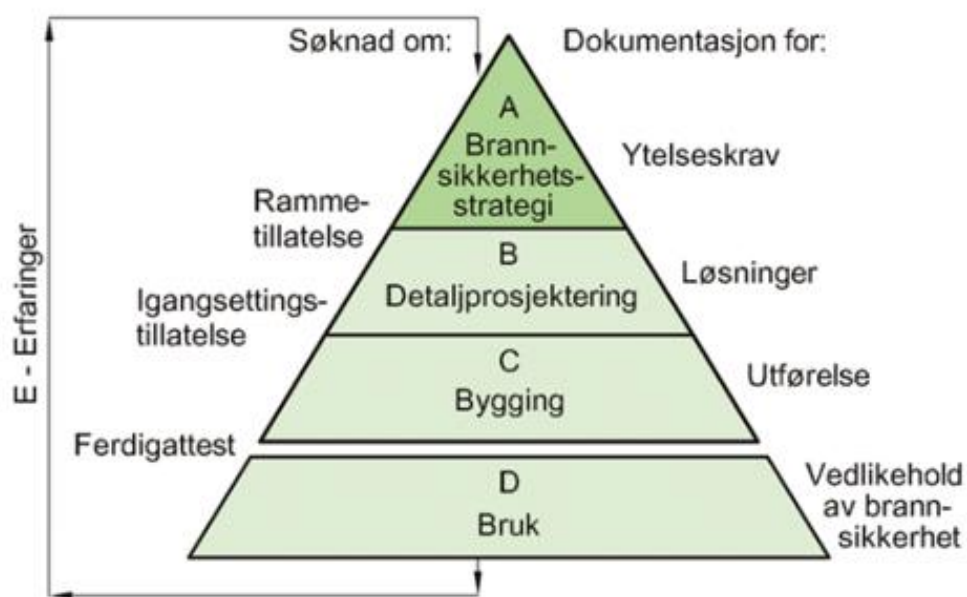 Søknad om:
Dokumentasjon for:
A
Brann-
sikkerhets-
strategi
Ytelseskrav
Ramme-
tillatelse
B
Detaljprosjektering
Løsninger
Igangsettings-
tillatelse
C
Bygging
Utførelse
Ferdigattest
D
Bruk
Vedlikehold
av brann-
sikkerhet
E - Erfaringer